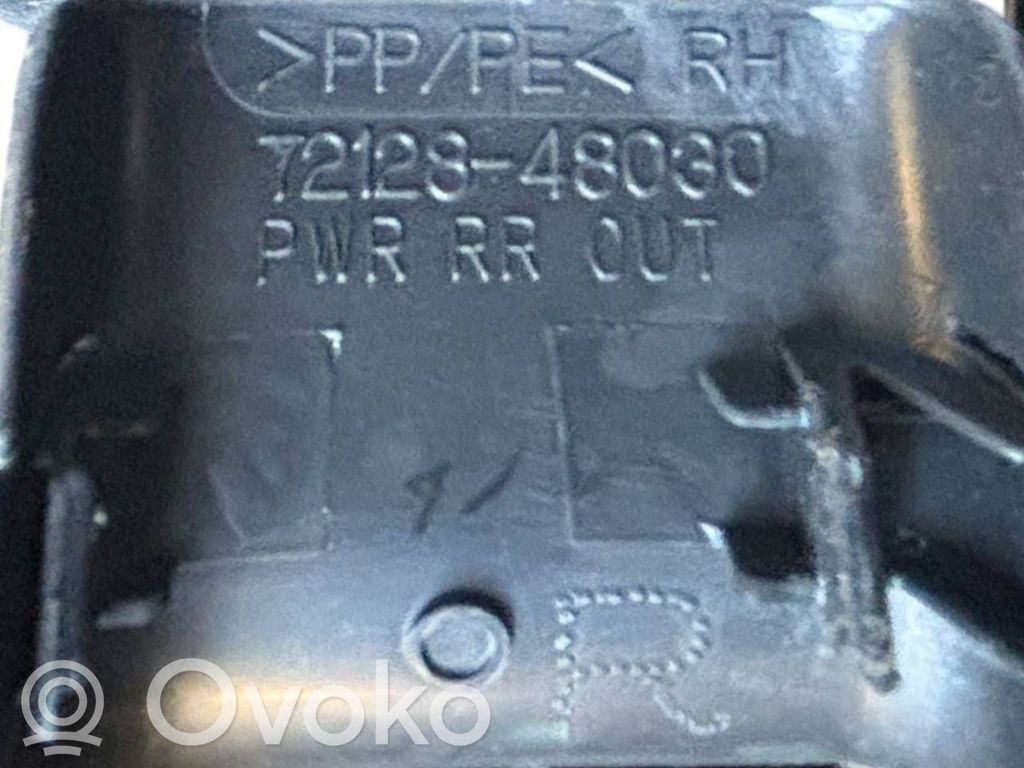 >PP/PE< RH
72128-48030
PWR RR OUT
R
Ovoko